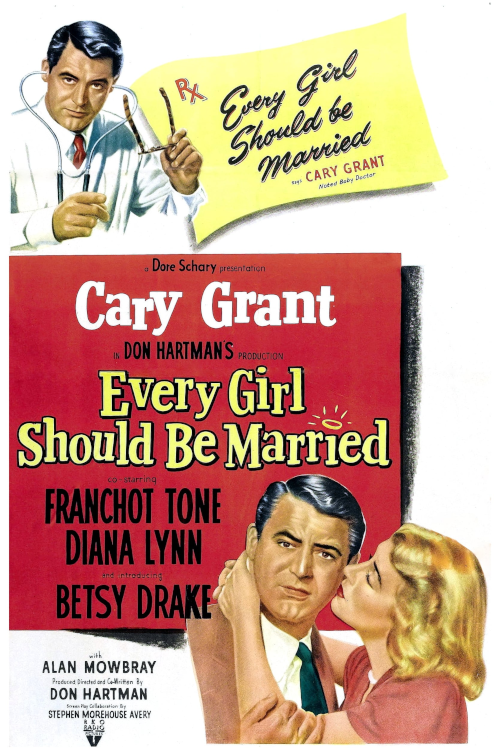 Rx
Every Girl
Should be
Married
says CARY GRANT
Noted Baby Doctor
a Dore Schary presentation
Cary Grant
IN DON HARTMAN'S PRODUCTION
Every Girl
Should Be Married
co-starring
FRANCHOT TONE
DIANA LYNN
and introducing
BETSY DRAKE
with
ALAN MOWBRAY
Produced Directed and Co-Written By
DON HARTMAN
Screen Play Collaboration By
STEPHEN MOREHOUSE AVERY
RKO
RADIO